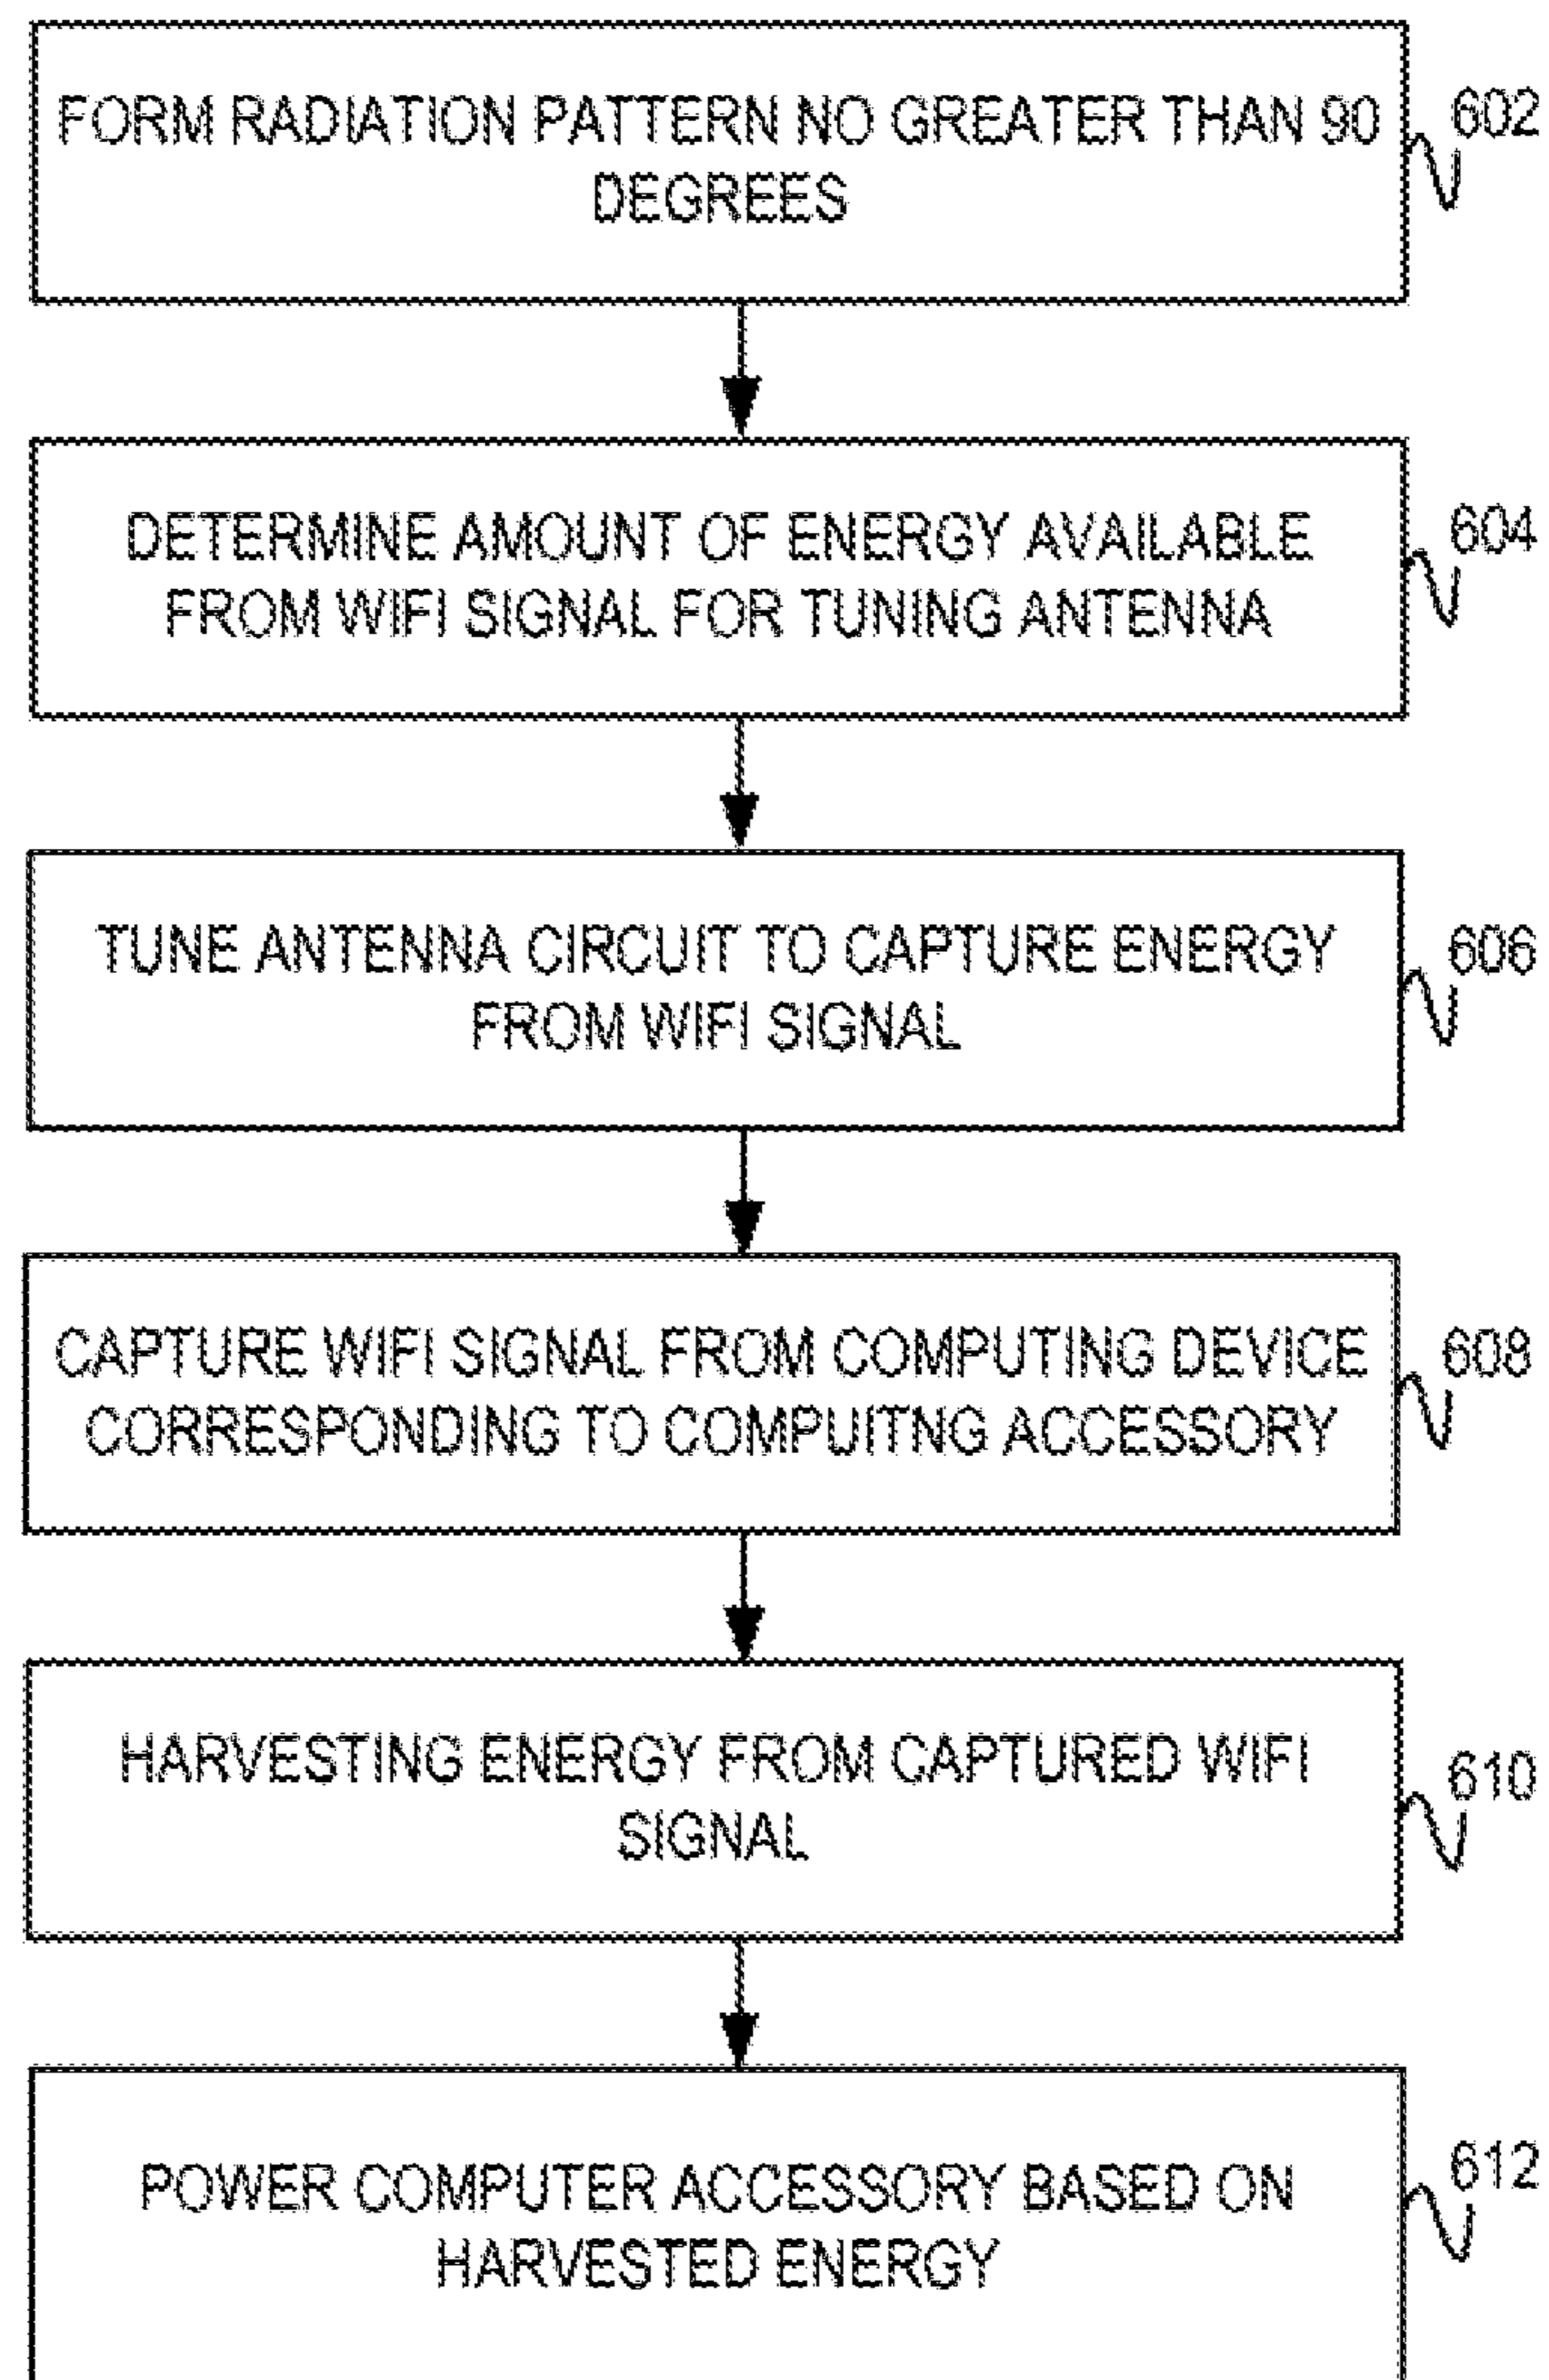 FORM RADIATION PATTERN NO GREATER THAN 90
DEGREES
602
DETERMINE AMOUNT OF ENERGY AVAILABLE
FROM WIFI SIGNAL FOR TUNING ANTENNA
604
TUNE ANTENNA CIRCUIT TO CAPTURE ENERGY
FROM WIFI SIGNAL
606
CAPTURE WIFI SIGNAL FROM COMPUTING DEVICE
CORRESPONDING TO COMPUITNG ACCESSORY
608
HARVESTING ENERGY FROM CAPTURED WIFI
SIGNAL
610
POWER COMPUTER ACCESSORY BASED ON
HARVESTED ENERGY
612